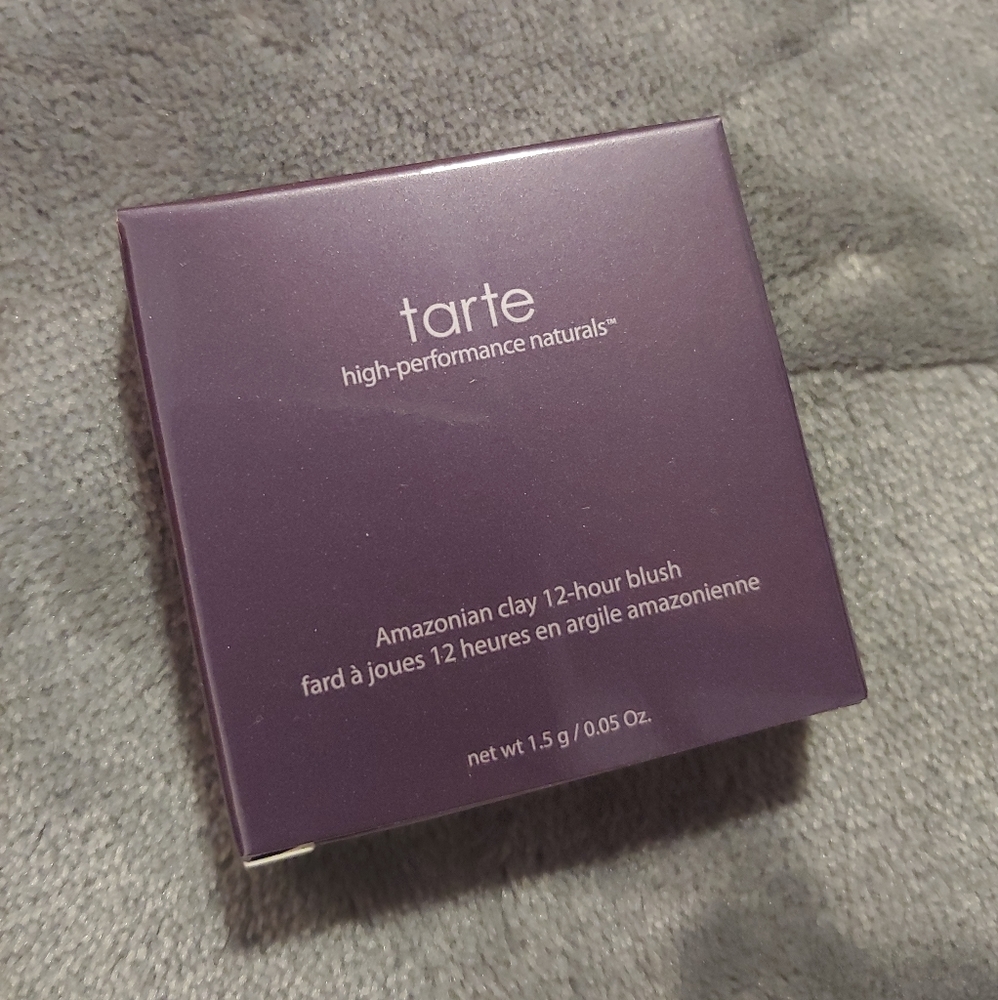 tarte
high-performance naturals™
Amazonian clay 12-hour blush
fard à joues 12 heures en argile amazonienne
net wt 1.5 g / 0.05 Oz.